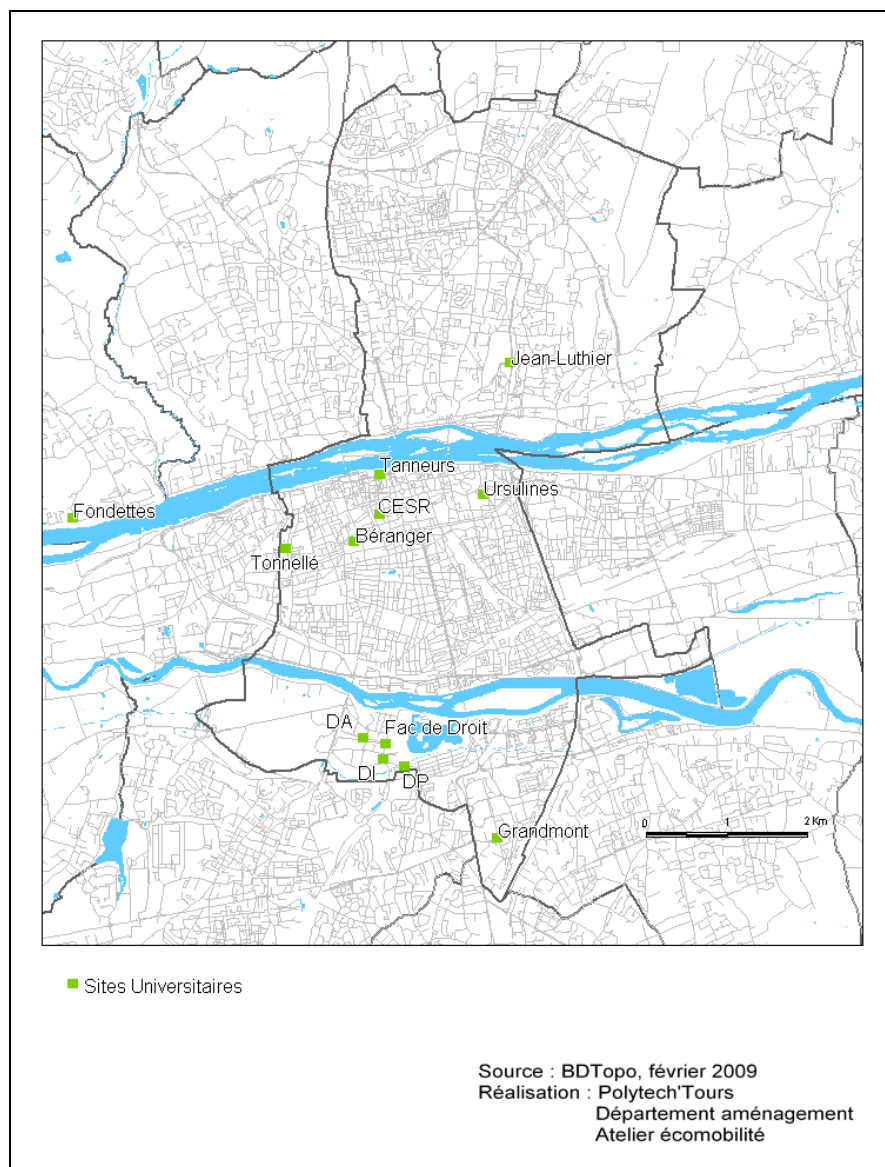 Jean-Luthier
Tanneurs
Ursulines
Fondettes
CESR
Béranger
Tonnellé
DA
Fac de Droit
DI
DP
Grandmont
0 1 2 Km
Sites Universitaires
Source : BDTopo, février 2009
Réalisation : Polytech'Tours
Département aménagement
Atelier écomobilité